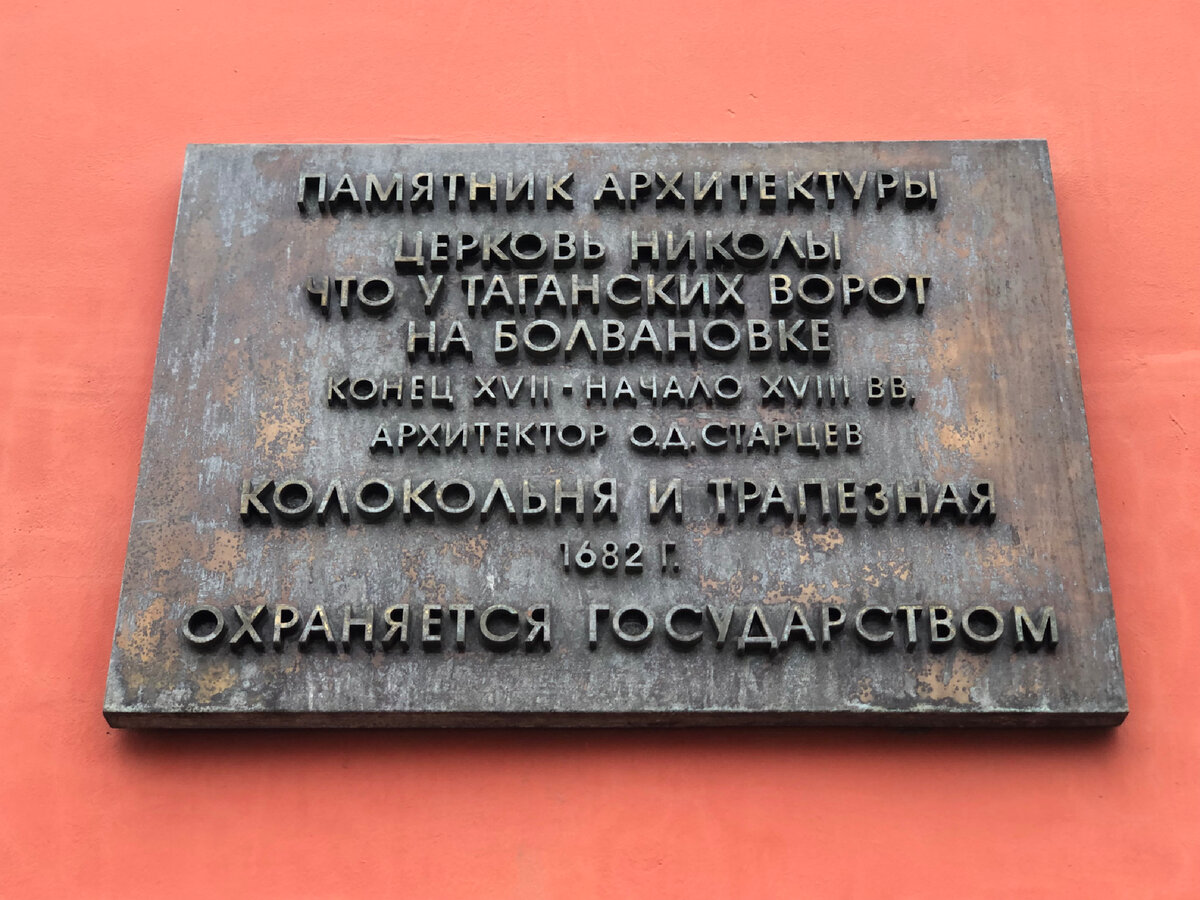 ПАМЯТНИК АРХИТЕКТУРЫ
ЦЕРКОВЬ НИКОЛЫ
ЧТО У ТАГАНСКИХ ВОРОТ
НА БОЛВАНОВКЕ
КОНЕЦ XVII - НАЧАЛО XVIII ВВ.
АРХИТЕКТОР О.Д. СТАРЦЕВ
КОЛОКОЛЬНЯ И ТРАПЕЗНАЯ
1682 Г.
ОХРАНЯЕТСЯ ГОСУДАРСТВОМ